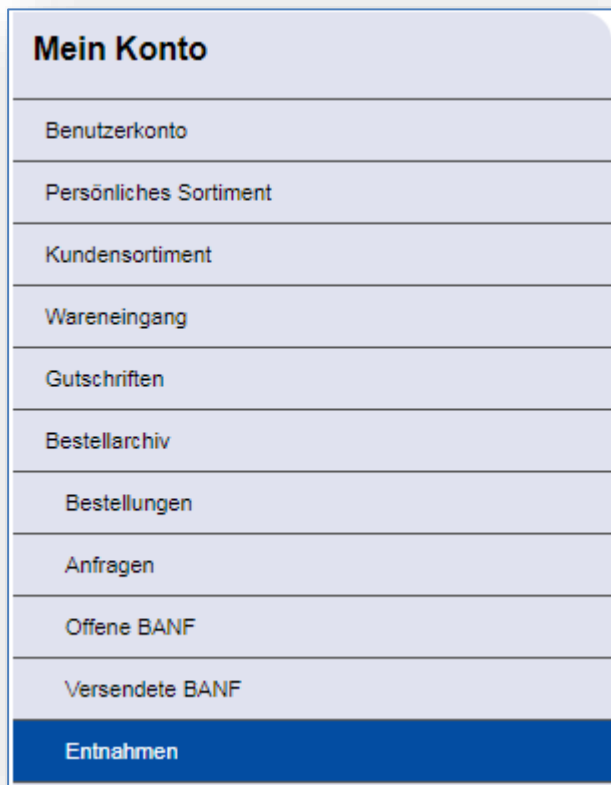 Mein Konto
Benutzerkonto
Persönliches Sortiment
Kundensortiment
Wareneingang
Gutschriften
Bestellarchiv
Bestellungen
Anfragen
Offene BANF
Versendete BANF
Entnahmen